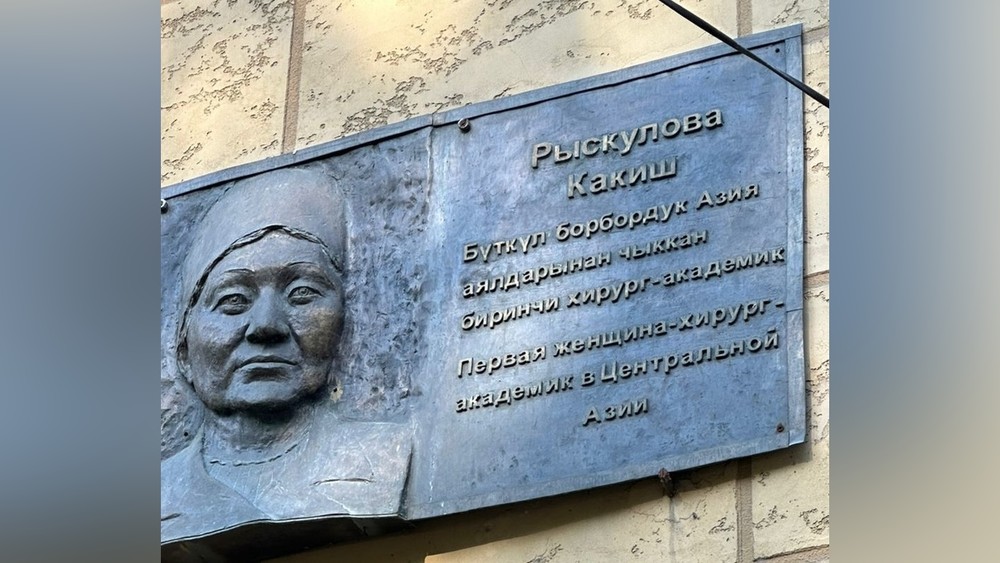 Рыскулова
Какиш
Бүткүл борбордук Азия
аялдарынан чыккан
биринчи хирург-академик
Первая женщина-хирург-
академик в Центральной
Азии